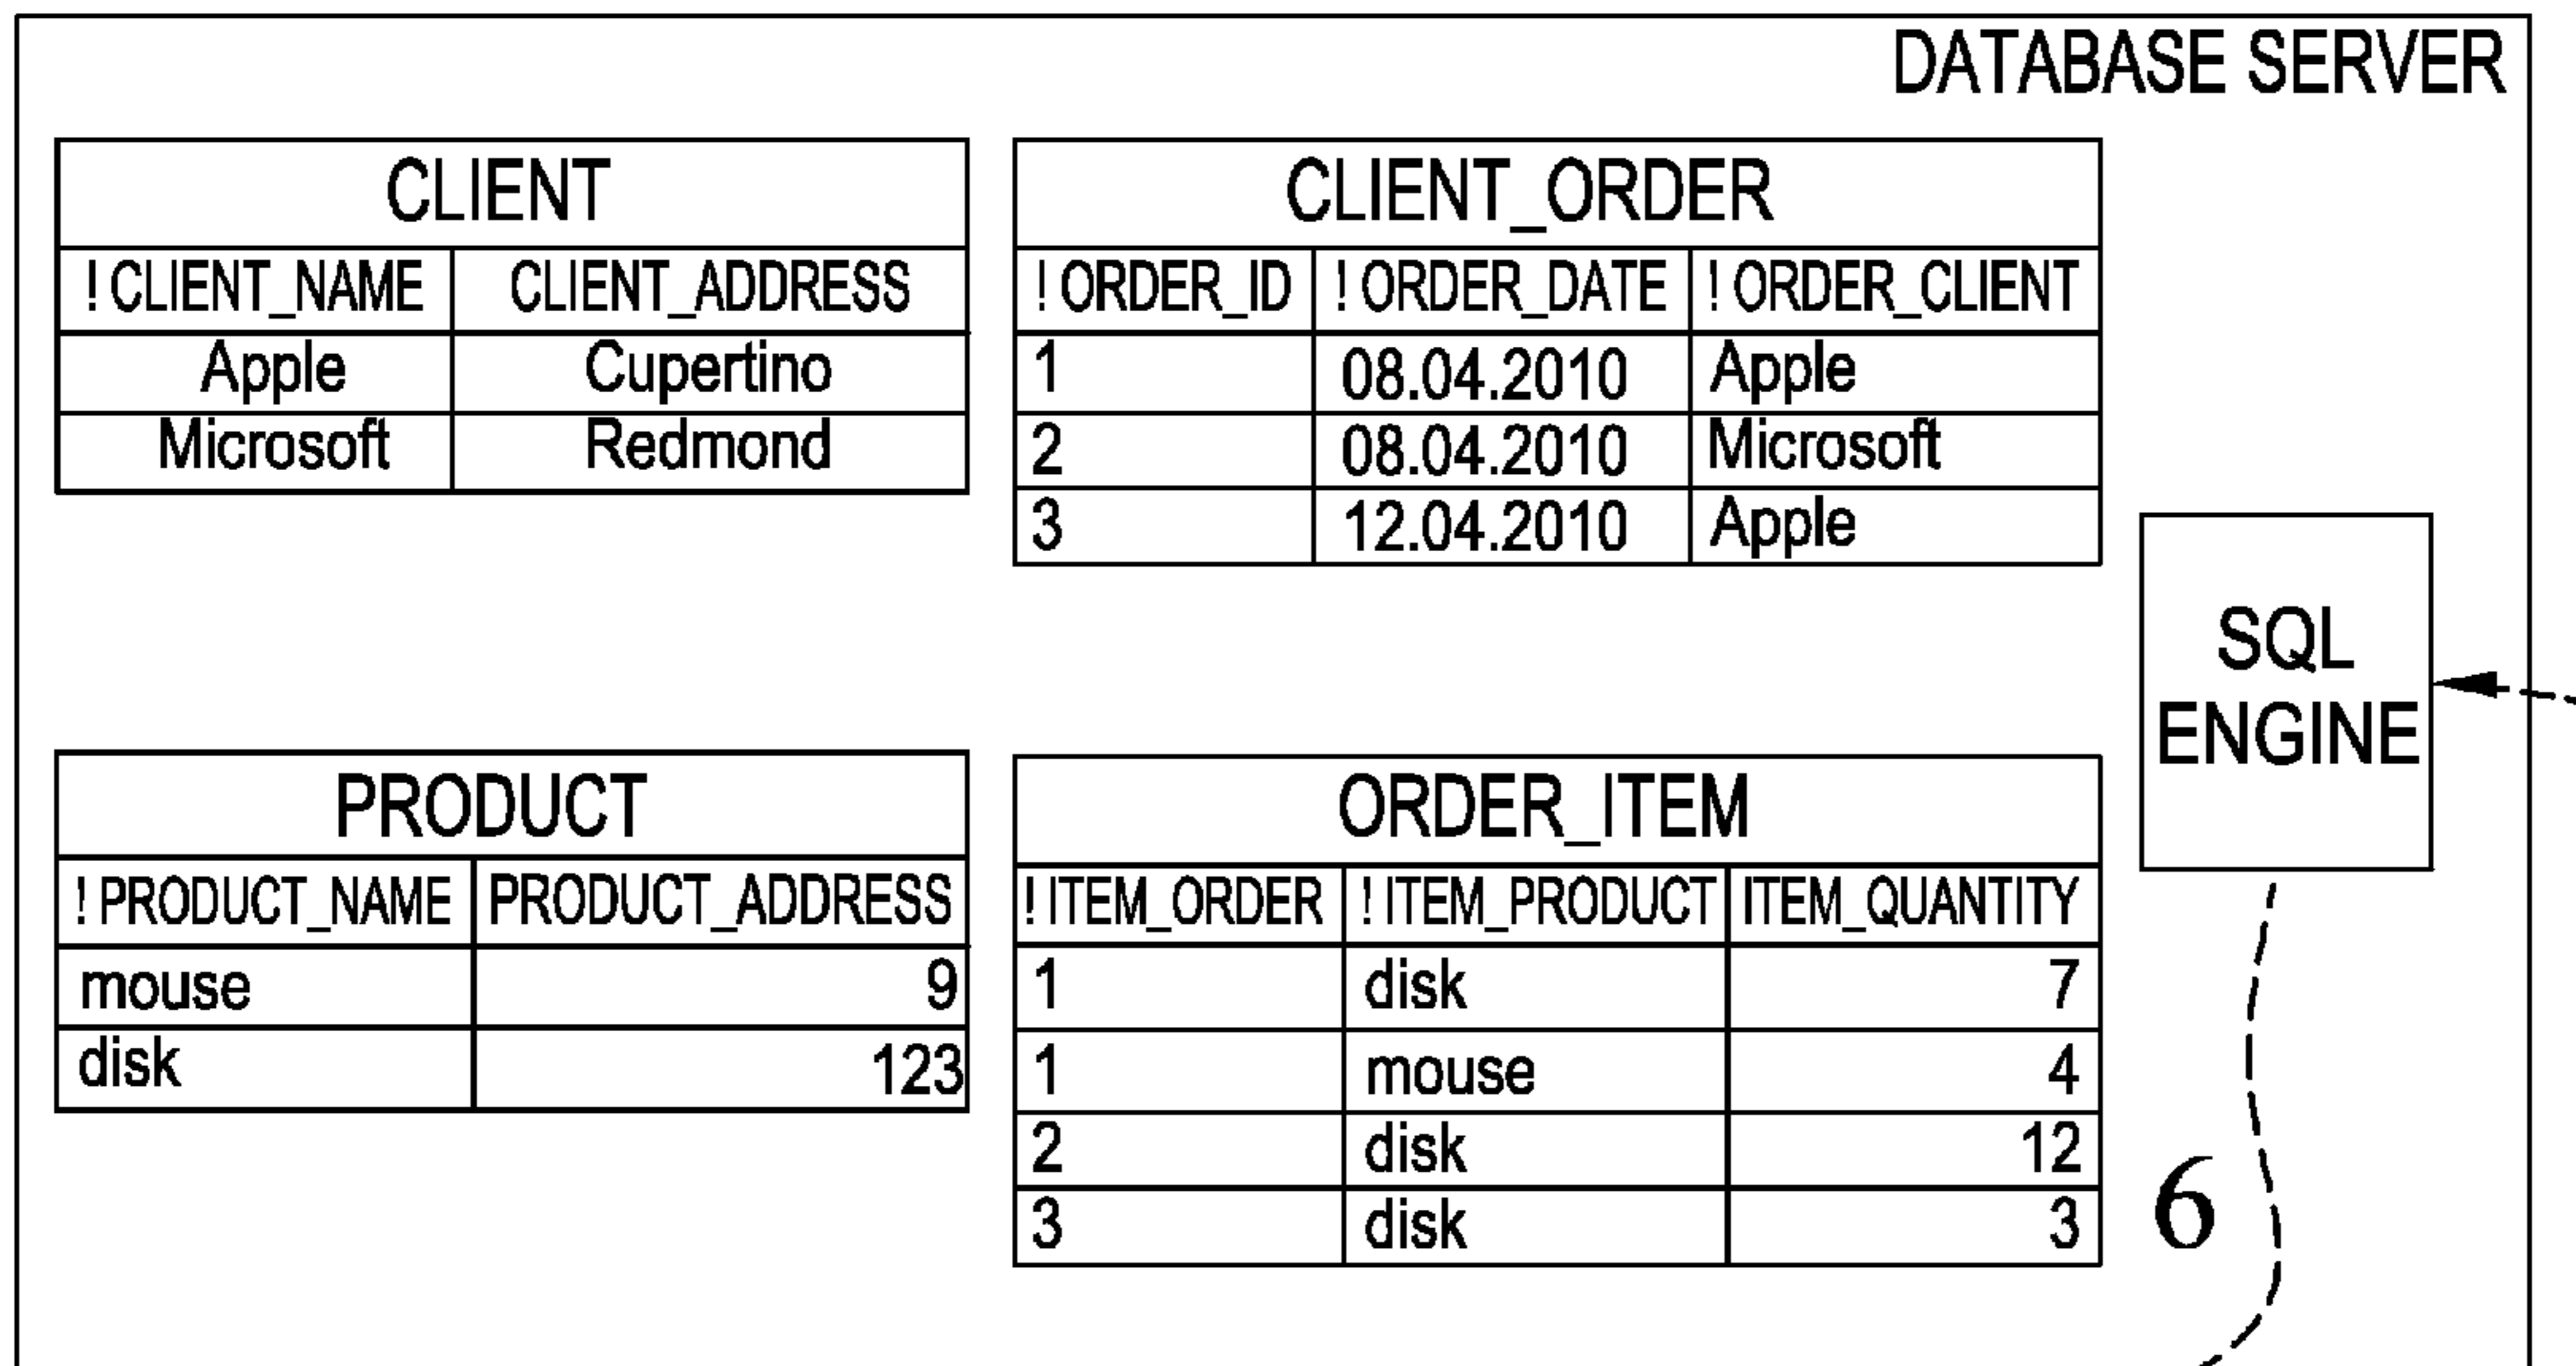 DATABASE SERVER
CLIENT
! CLIENT_NAME CLIENT_ADDRESS
Apple Cupertino
Microsoft Redmond
CLIENT_ORDER
! ORDER_ID ! ORDER_DATE ! ORDER_CLIENT
1 08.04.2010 Apple
2 08.04.2010 Microsoft
3 12.04.2010 Apple
SQL
ENGINE
PRODUCT
! PRODUCT_NAME PRODUCT_ADDRESS
mouse 9
disk 123
ORDER_ITEM
! ITEM_ORDER ! ITEM_PRODUCT ITEM_QUANTITY
1 disk 7
1 mouse 4
2 disk 12
3 disk 3
6